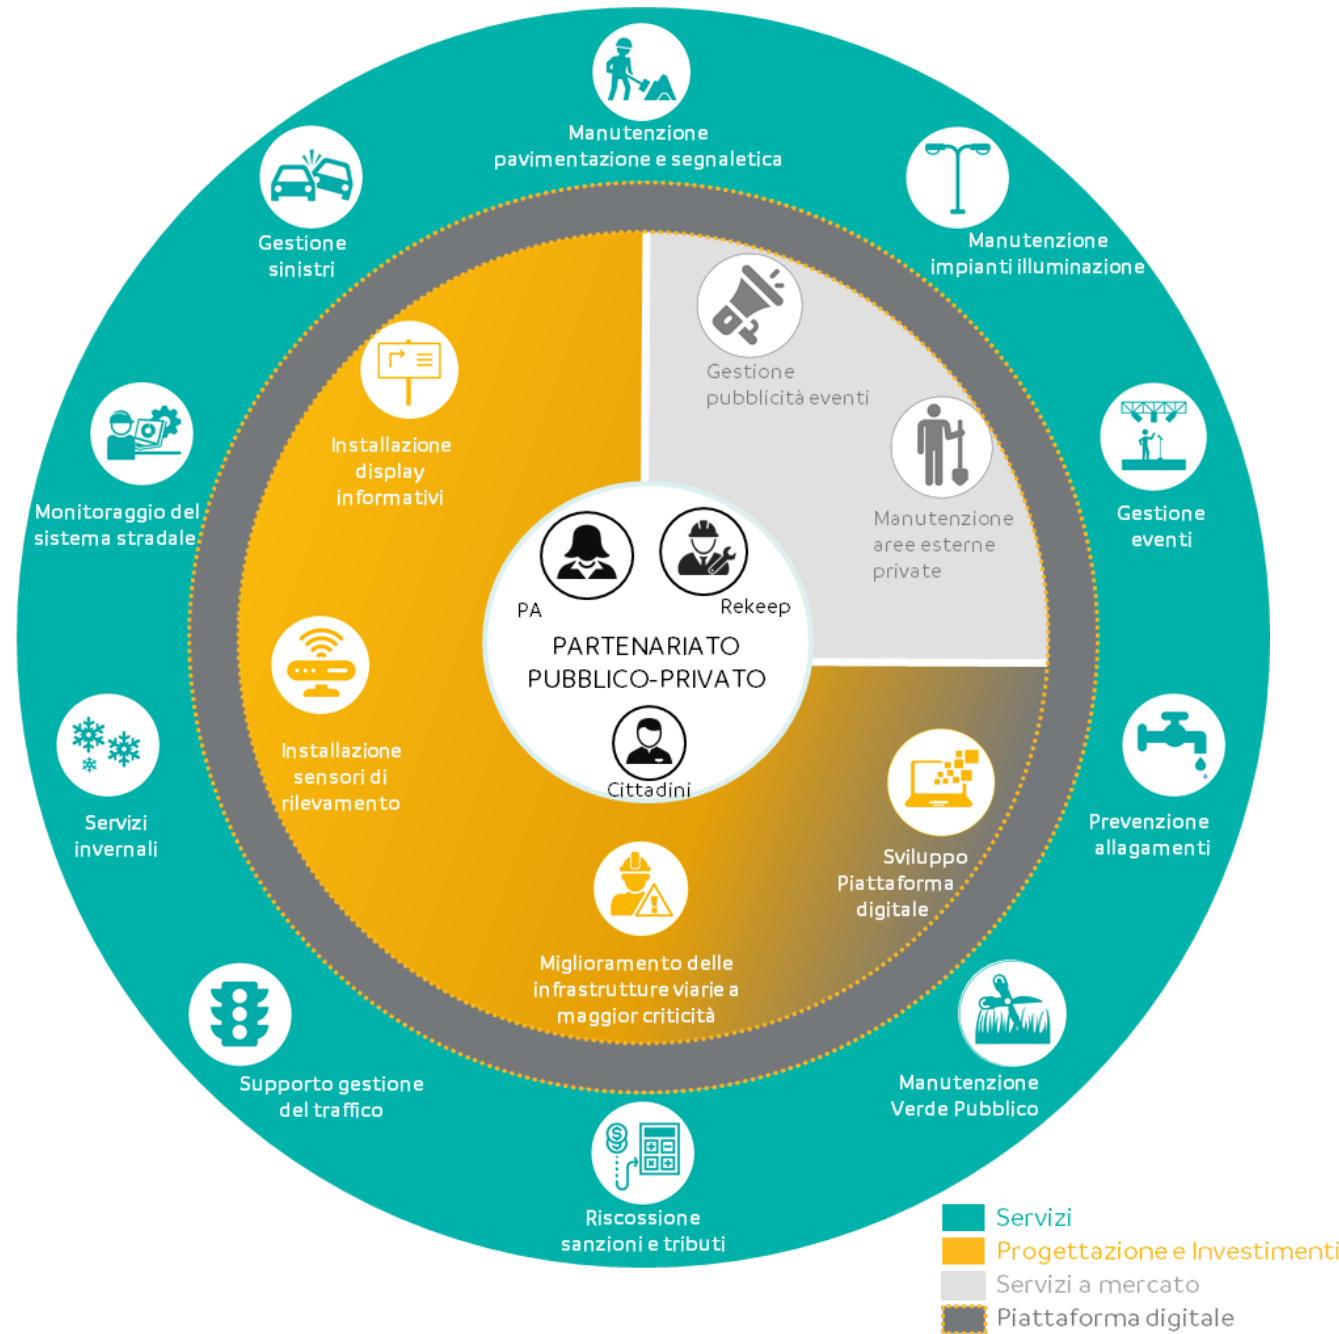 Manutenzione
pavimentazione e segnaletica
Manutenzione
impianti illuminazione
Gestione
eventi
Prevenzione
allagamenti
Manutenzione
Verde Pubblico
Riscossione
sanzioni e tributi
Supporto gestione
del traffico
Servizi
invernali
Monitoraggio del
sistema stradale
Gestione
sinistri
Gestione
pubblicità eventi
Manutenzione
aree esterne
private
Sviluppo
Piattaforma
digitale
Miglioramento delle
infrastrutture viarie a
maggior criticità
Installazione
sensori di
rilevamento
Installazione
display
informativi
PA
Rekeep
PARTENARIATO
PUBBLICO-PRIVATO
Cittadini
Servizi
Progettazione e Investimenti
Servizi a mercato
Piattaforma digitale